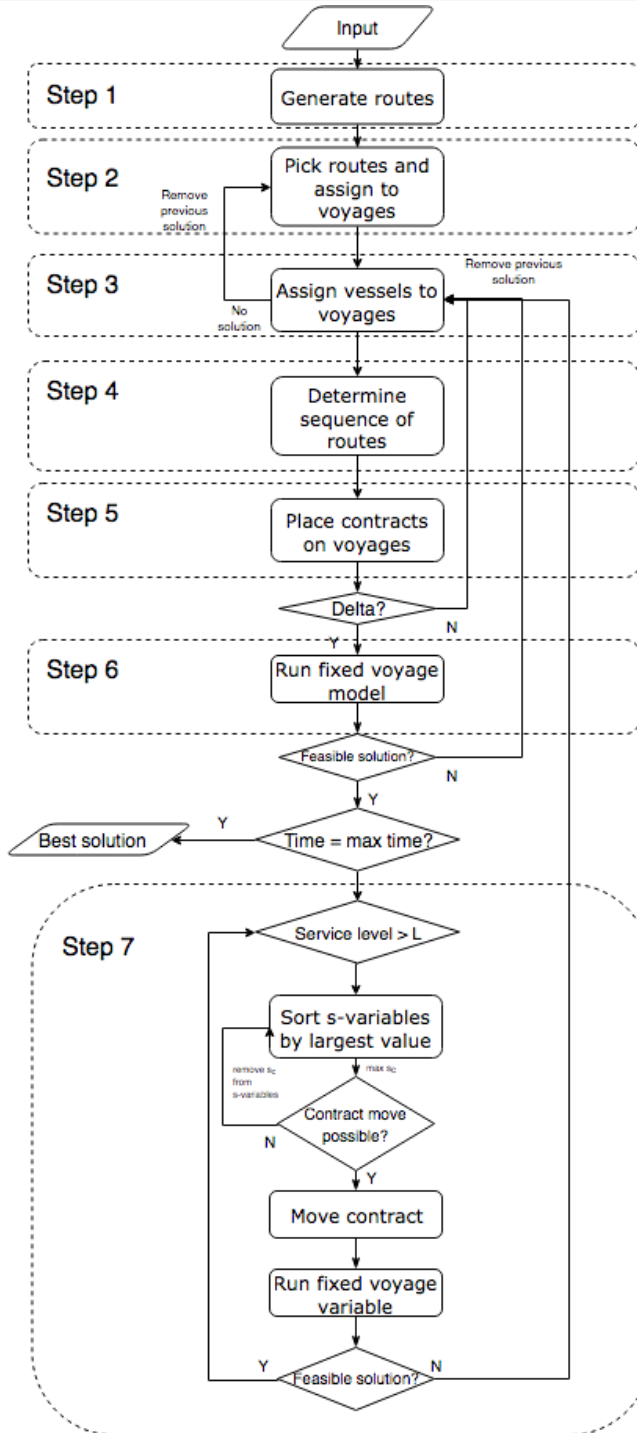 Input
Step 1
Generate routes
Step 2
Pick routes and
assign to
voyages
Remove
previous
solution
Step 3
Remove previous
solution
Assign vessels to
voyages
No
solution
Step 4
Determine
sequence of
routes
Step 5
Place contracts
on voyages
Delta?
N
Y
Step 6
Run fixed voyage
model
Feasible solution?
N
Y
Y
Best solution
Time = max time?
Step 7
Service level > L
Sort s-variables
by largest value
remove sc
from
s-variables
max sc
Contract move
possible?
N
Y
Move contract
Run fixed voyage
variable
Y
Feasible solution?
N